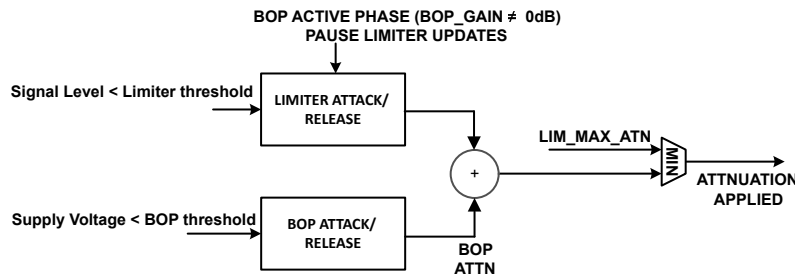 BOP ACTIVE PHASE (BOP_GAIN ≠ 0dB)
PAUSE LIMITER UPDATES
Signal Level < Limiter threshold
LIMITER ATTACK/
RELEASE
LIM_MAX_ATN
MIN
+
ATTNUATION
APPLIED
Supply Voltage < BOP threshold
BOP ATTACK/
RELEASE
BOP
ATTN